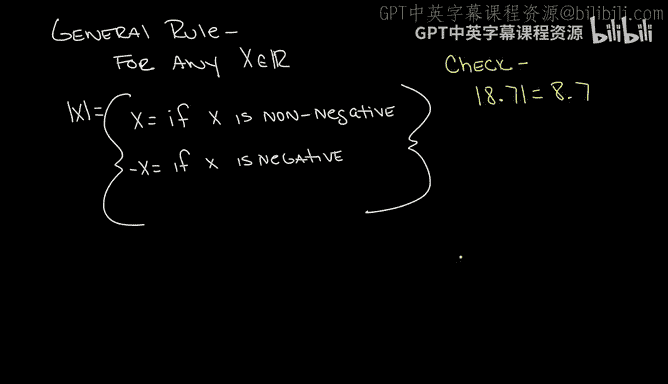 GPT中英字幕课程资源@bilibili.com
GPT中英字幕课程资源 bilibili
GENERAL RULE-
FOR ANY X∈ℝ
CHECK-
|8.7|=8.7
|x|=
X= if x is NON-Negative
-X= if x is Negative